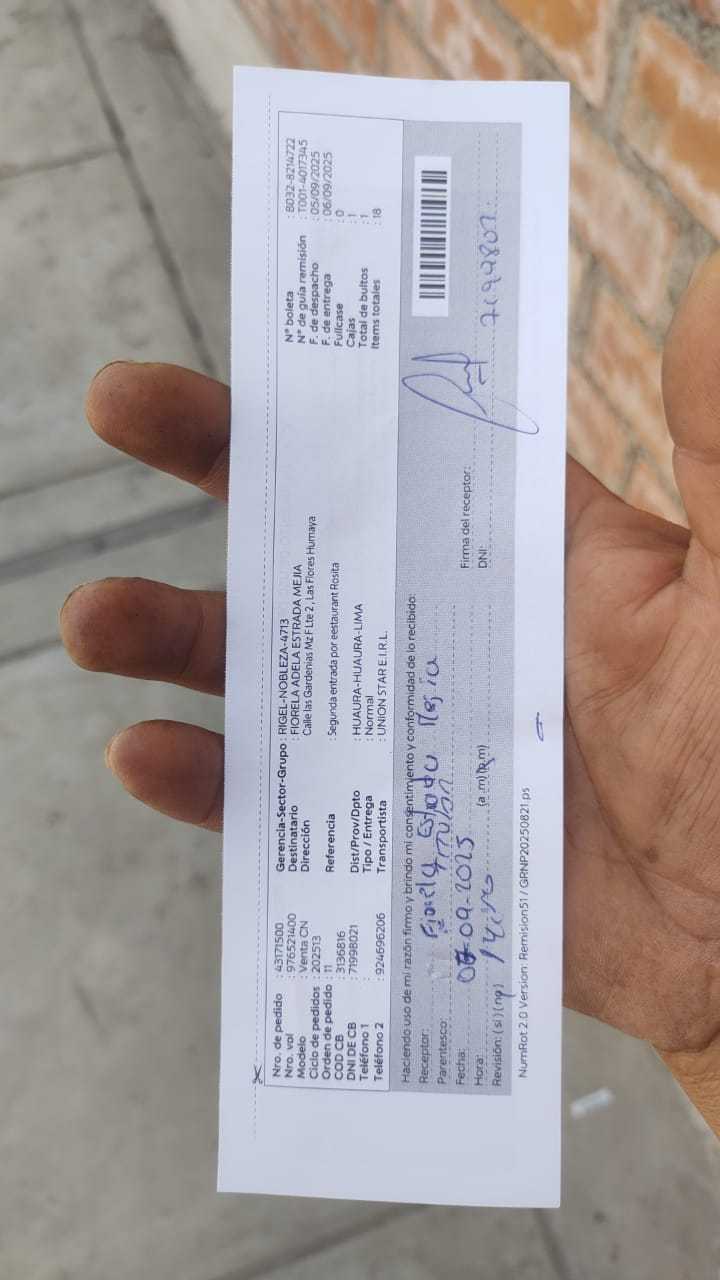 Nro. de pedido : 43171500
Nro. vol : 976521400
Modelo : Venta CN
Ciclo de pedidos : 202513
Orden de pedido : 11
COD CB : 3136816
DNI DE CB : 71998021
Teléfono 1 :
Teléfono 2 : 924696206
Gerencia-Sector-Grupo : RIGEL-NOBLEZA-4713
Destinatario : FIORELA ADELA ESTRADA MEJIA
Dirección : Calle las Gardenias Mz F Lte 2 , Las Flores Humaya
Referencia : Segunda entrada por eestaurant Rosita
Dist/Prov/Dpto : HUAURA-HUAURA-LIMA
Tipo / Entrega : Normal
Transportista : UNION STAR E.I.R.L.
N° boleta : B032-8214722
N° de guía remisión : T001-4017345
F. de despacho : 05/09/2025
F. de entrega : 06/09/2025
Fullcase : 0
Cajas : 1
Total de bultos : 1
Items totales : 18
Haciendo uso de mi razón firmo y brindo mi consentimiento y conformidad de lo recibido:
Receptor: Fiorela Estrada Mejia
Parentesco: Titular
Fecha: 07-09-2025
Hora: (a.m)(p.m)
Revisión: (si) (no)
Firma del receptor:
DNI:
NumRot 2.0 Version: Remision51 / GRNP20250821.ps